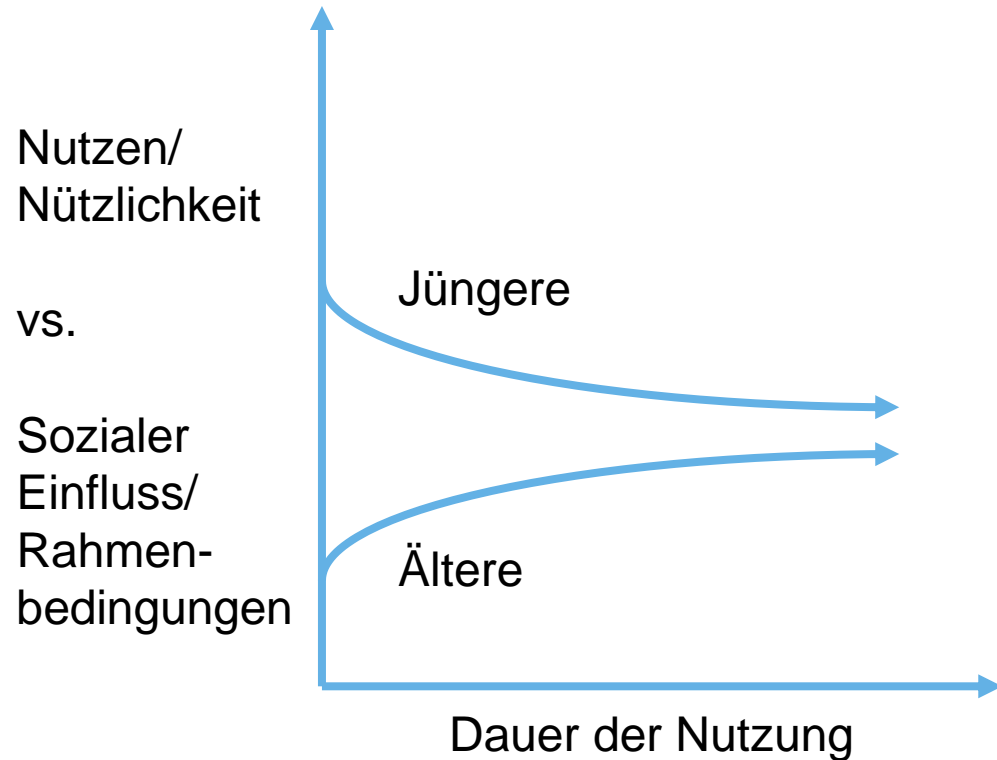 Nutzen/
Nützlichkeit
vs.
Sozialer
Einfluss/
Rahmen-
bedingungen
Jüngere
Ältere
Dauer der Nutzung